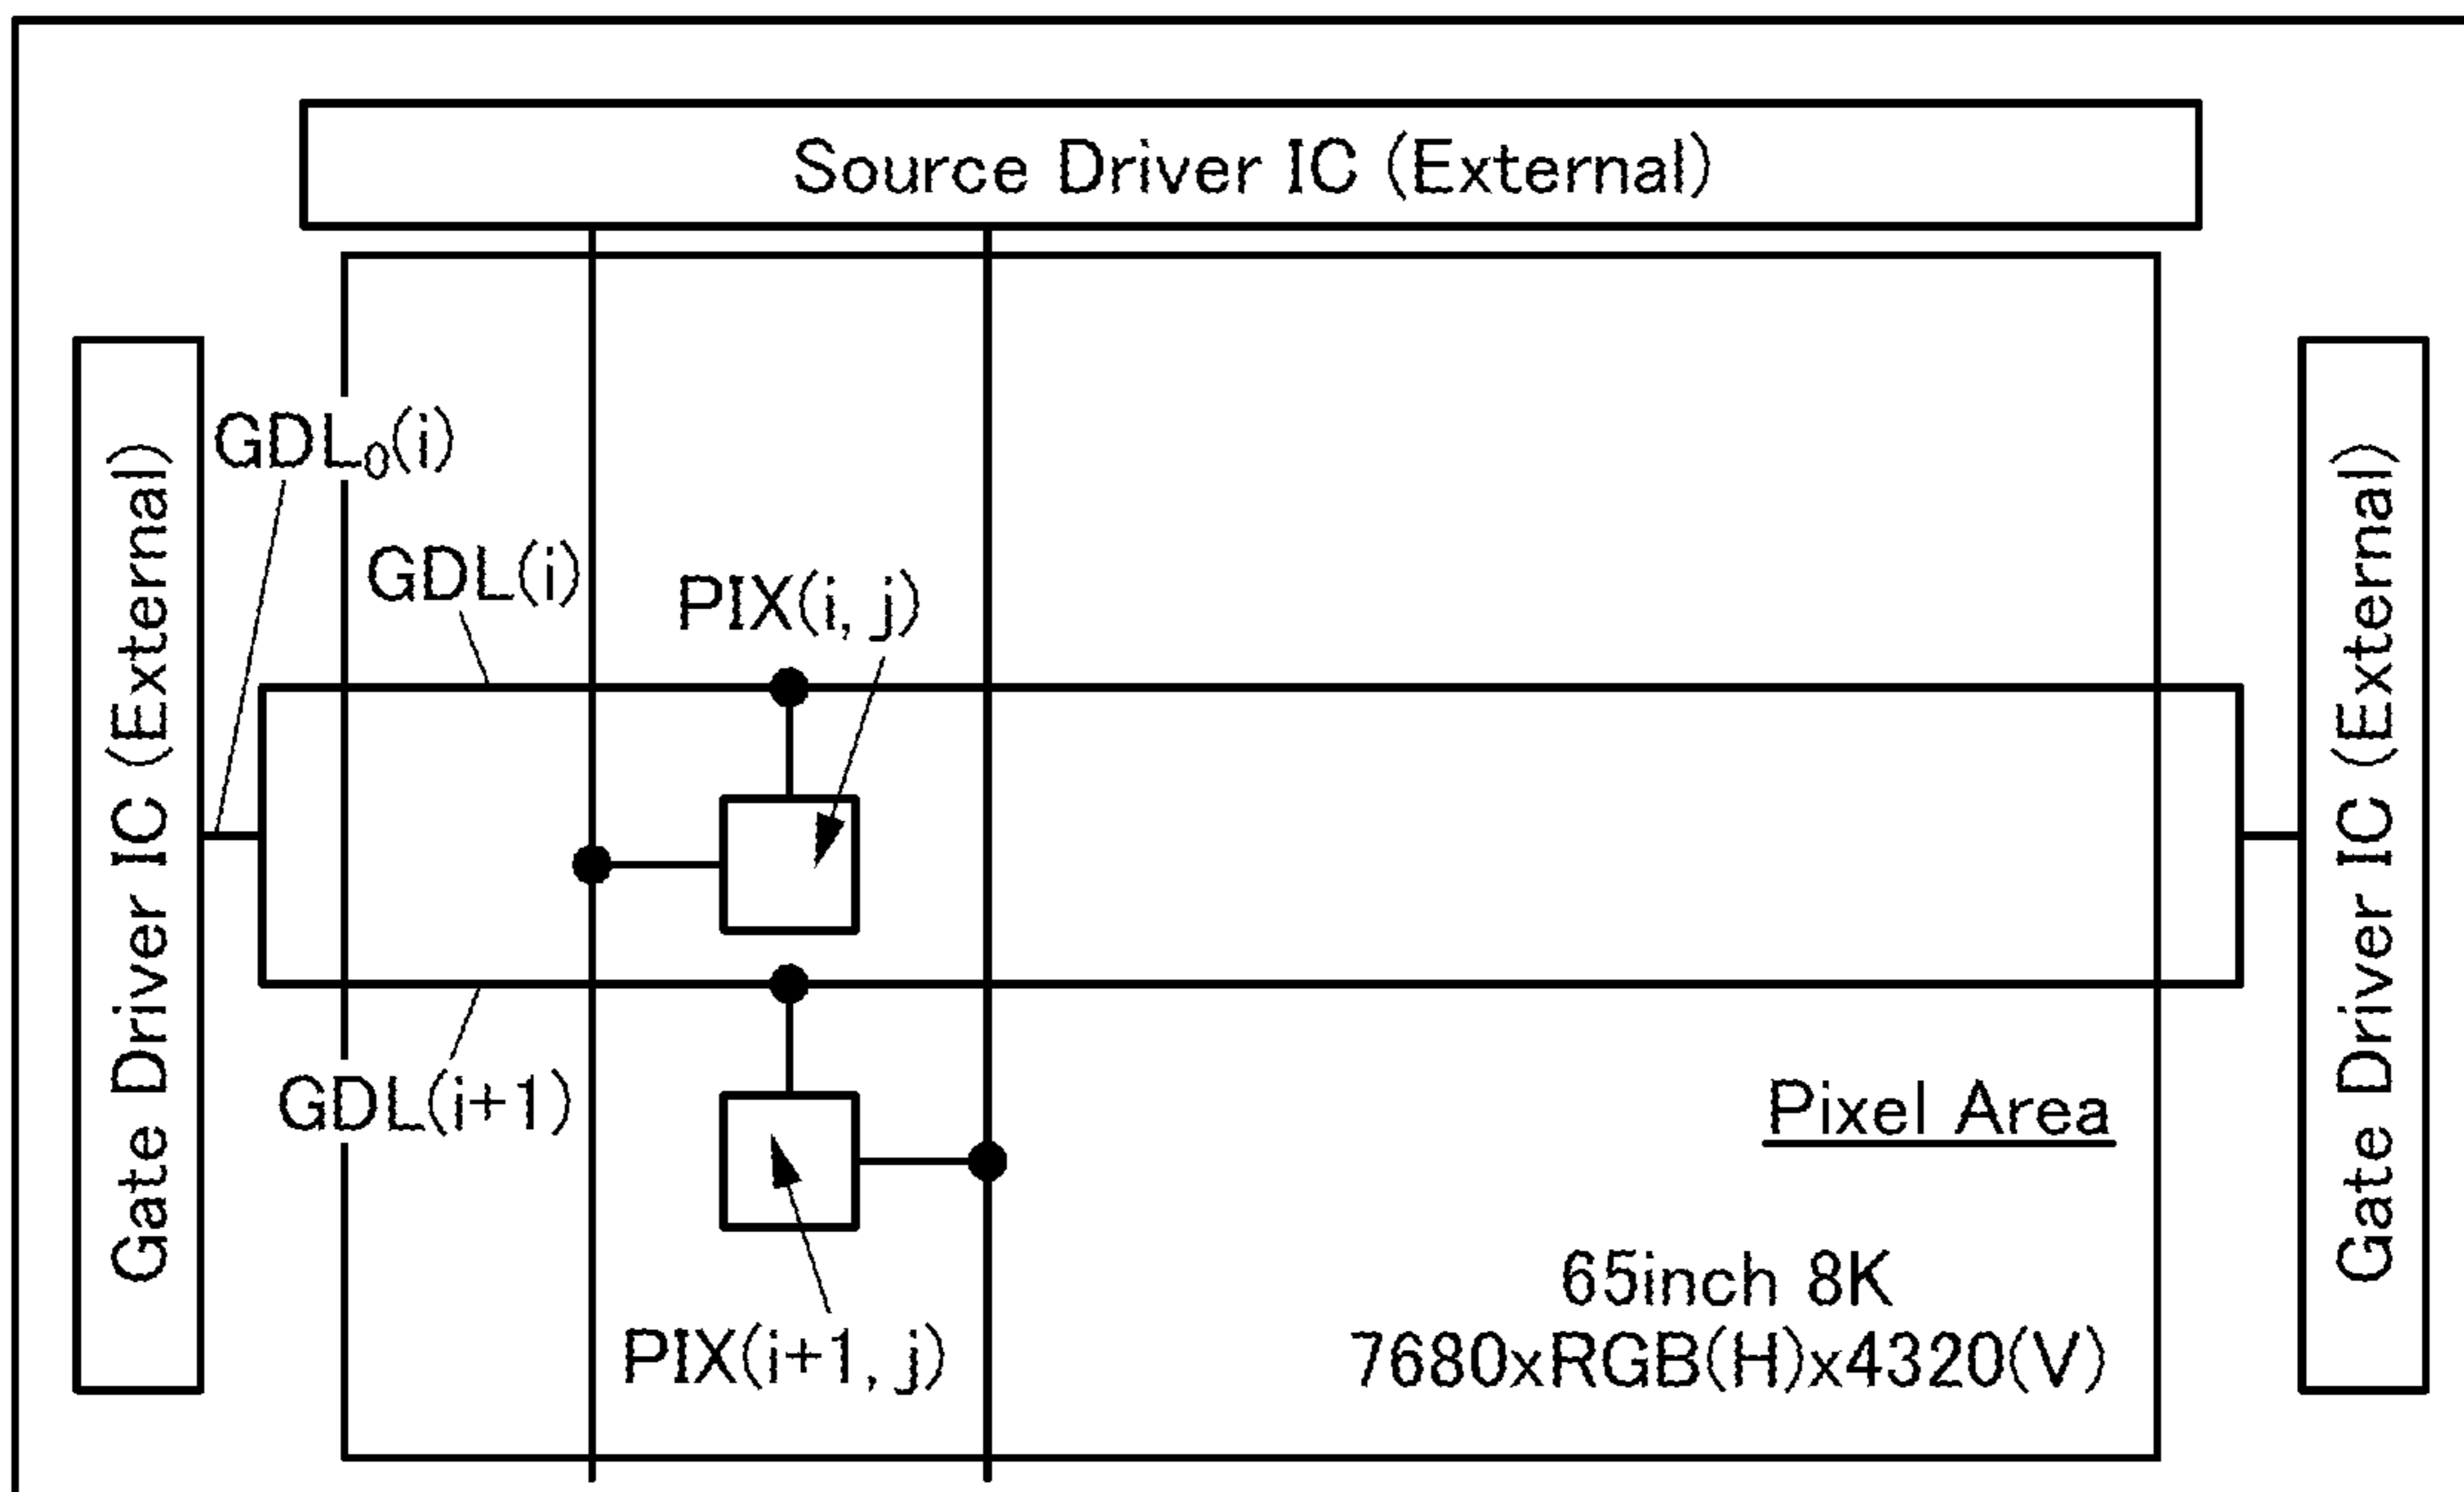 Source Driver IC (External)
Gate Driver IC (External)
GDL₀(i)
GDL(i)
PIX(i, j)
Gate Driver IC (External)
GDL(i+1)
Pixel Area
65inch 8K
PIX(i+1, j)
7680xRGB(H)x4320(V)